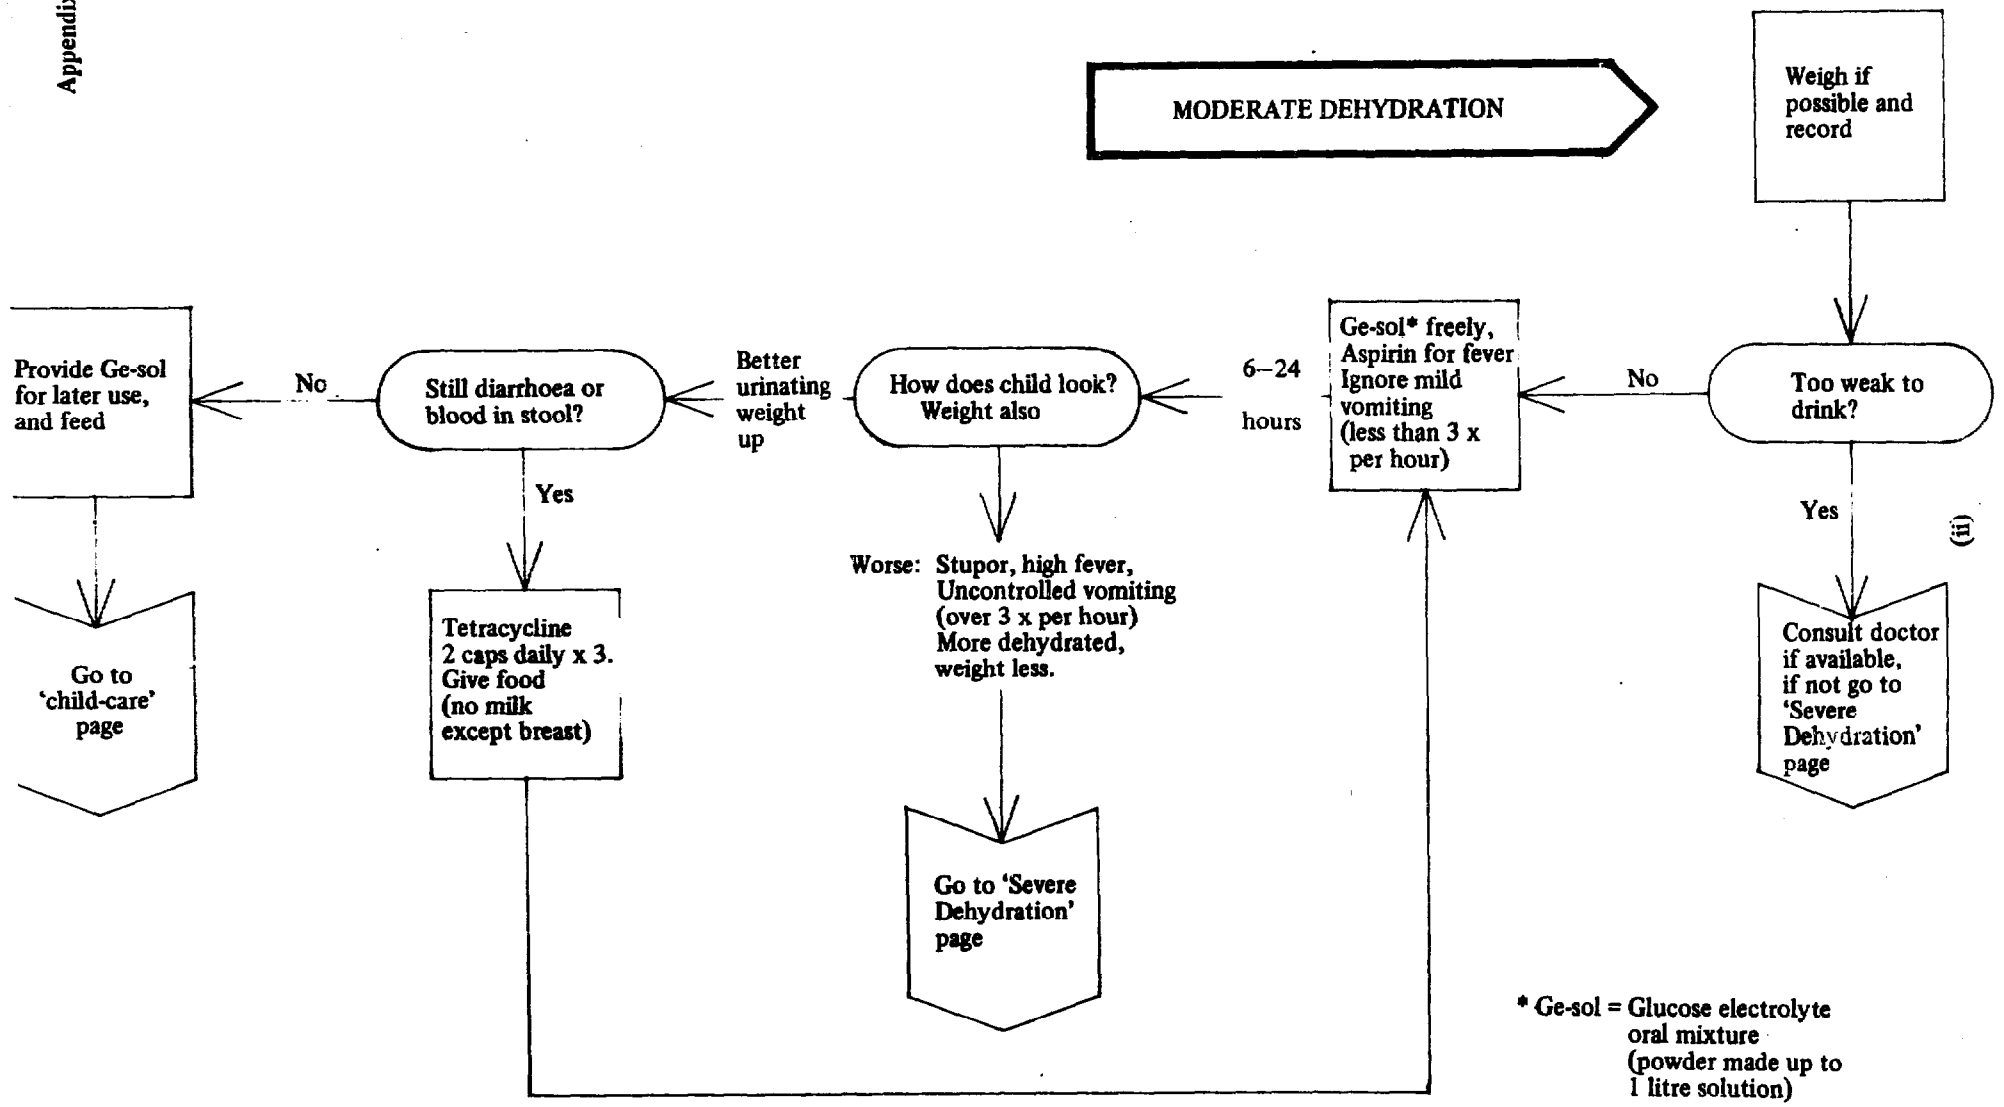 Appendix
MODERATE DEHYDRATION
Weigh if
possible and
record
Too weak to
drink?
No
Yes
(ii)
Consult doctor
if available,
if not go to
‘Severe
Dehydration’
page
Ge-sol* freely,
Aspirin for fever
Ignore mild
vomiting
(less than 3 x
per hour)
6–24
hours
How does child look?
Weight also
Better
urinating
weight
up
Worse: Stupor, high fever,
Uncontrolled vomiting
(over 3 x per hour)
More dehydrated,
weight less.
Go to ‘Severe
Dehydration’
page
Still diarrhoea or
blood in stool?
Yes
Tetracycline
2 caps daily x 3.
Give food
(no milk
except breast)
No
Provide Ge-sol
for later use,
and feed
Go to
‘child-care’
page
* Ge-sol = Glucose electrolyte
oral mixture
(powder made up to
1 litre solution)